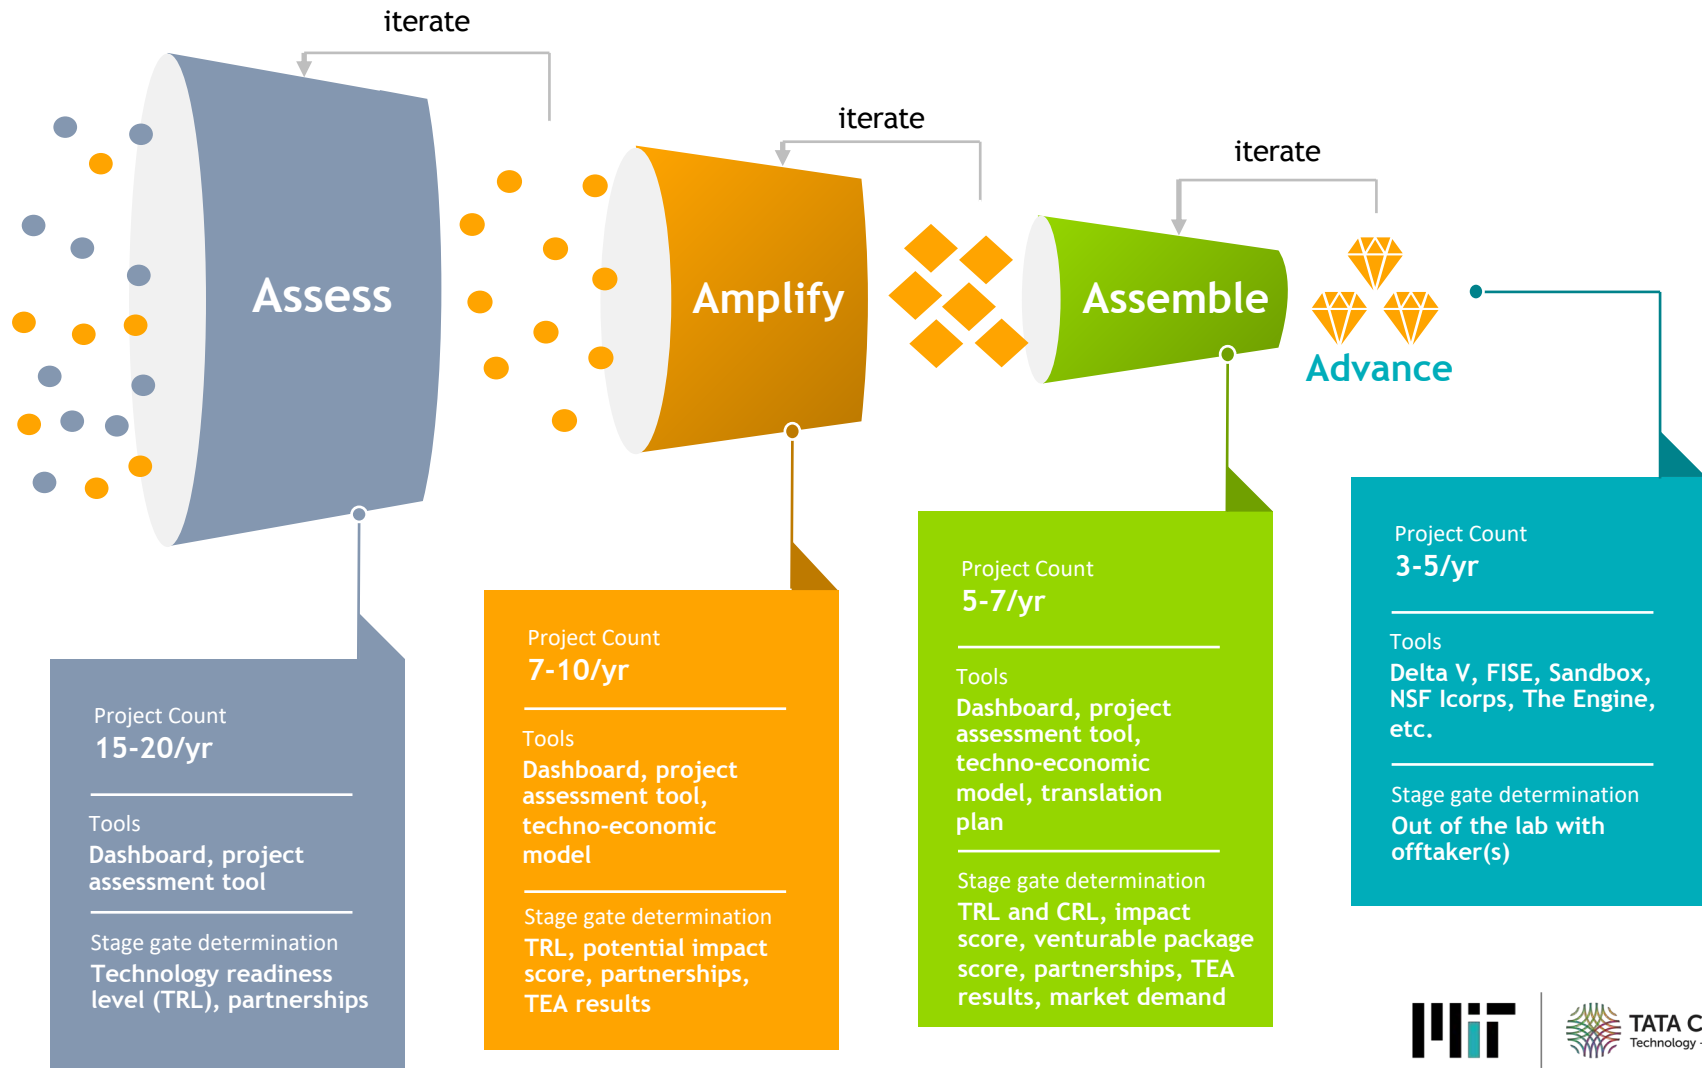 iterate
iterate
iterate
Assess
Amplify
Assemble
Advance
Project Count
15-20/yr
Tools
Dashboard, project
assessment tool
Stage gate determination
Technology readiness
level (TRL), partnerships
Project Count
7-10/yr
Tools
Dashboard, project
assessment tool,
techno-economic
model
Stage gate determination
TRL, potential impact
score, partnerships,
TEA results
Project Count
5-7/yr
Tools
Dashboard, project
assessment tool,
techno-economic
model, translation
plan
Stage gate determination
TRL and CRL, impact
score, venturable package
score, partnerships, TEA
results, market demand
Project Count
3-5/yr
Tools
Delta V, FISE, Sandbox,
NSF Icorps, The Engine,
etc.
Stage gate determination
Out of the lab with
offtaker(s)
MIT
TATA C
Technology -